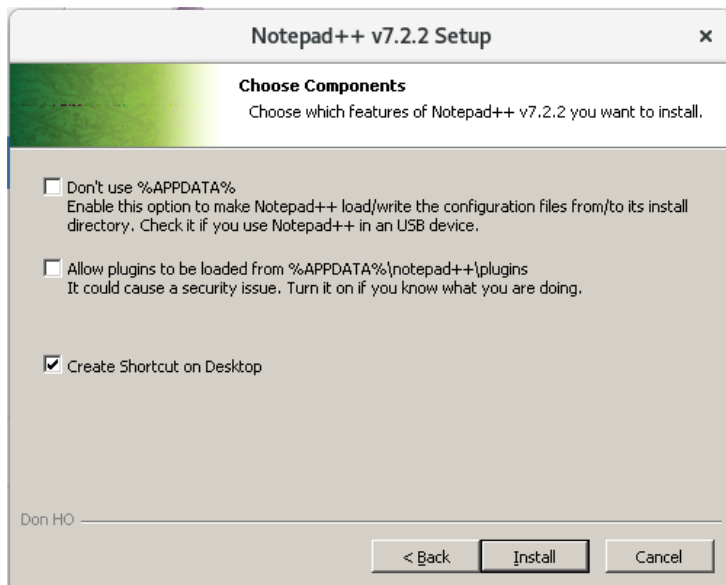 Notepad++ v7.2.2 Setup
Choose Components
Choose which features of Notepad++ v7.2.2 you want to install.
Don't use %APPDATA%
Enable this option to make Notepad++ load/write the configuration files from/to its install
directory. Check it if you use Notepad++ in an USB device.
Allow plugins to be loaded from %APPDATA%\notepad++\plugins
It could cause a security issue. Turn it on if you know what you are doing.
Create Shortcut on Desktop
Don HO
< Back Install Cancel